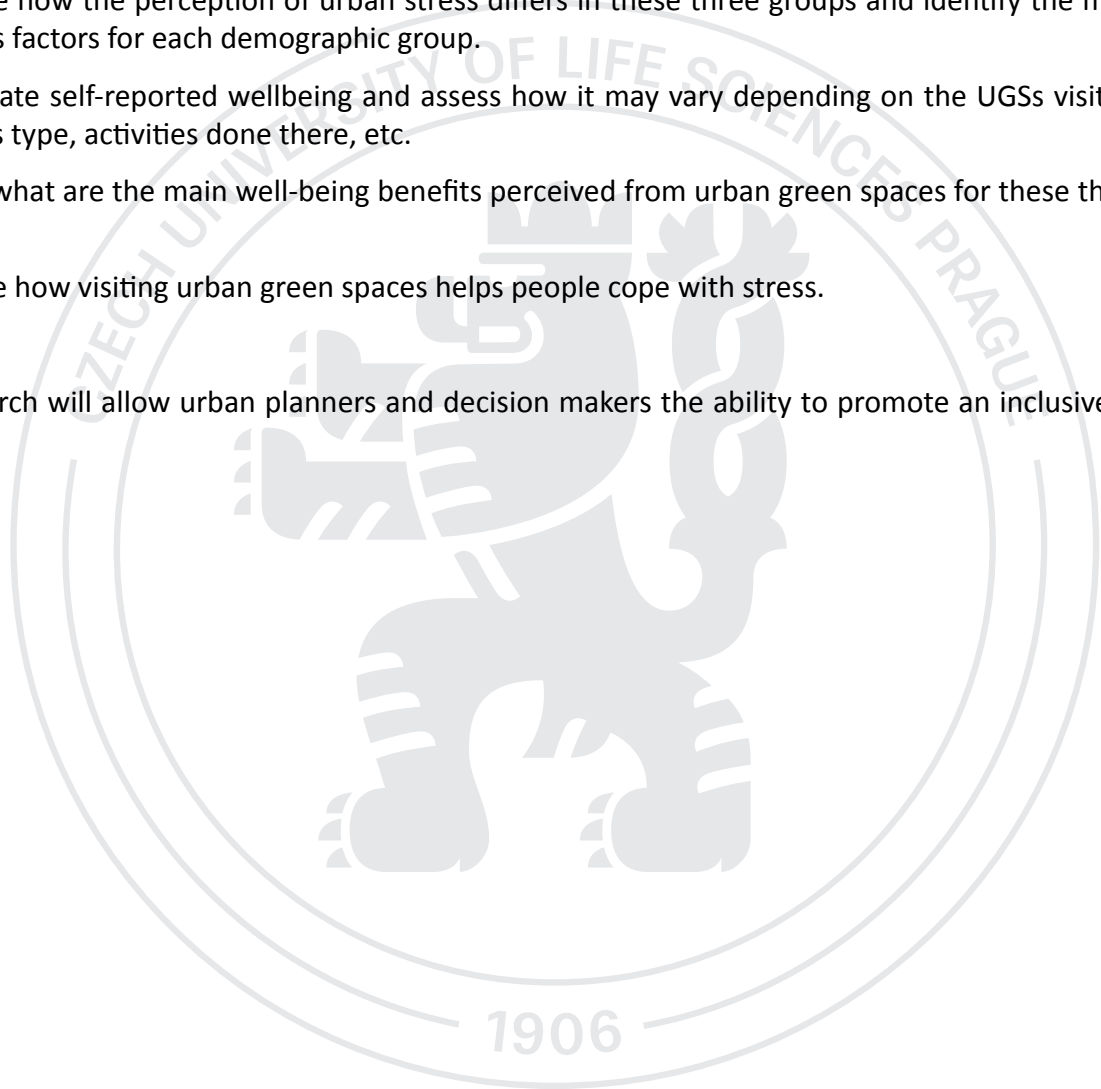 e how the perception of urban stress differs in these three groups and identify the m
s factors for each demographic group.
ate self-reported wellbeing and assess how it may vary depending on the UGSs visit
s type, activities done there, etc.
what are the main well-being benefits perceived from urban green spaces for these th
e how visiting urban green spaces helps people cope with stress.
rch will allow urban planners and decision makers the ability to promote an inclusive
CZECH UNIVERSITY OF LIFE SCIENCES PRAGUE
1906